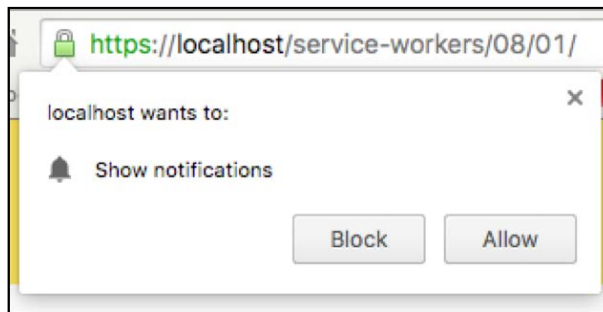 https://localhost/service-workers/08/01/
localhost wants to:
Show notifications
Block
Allow